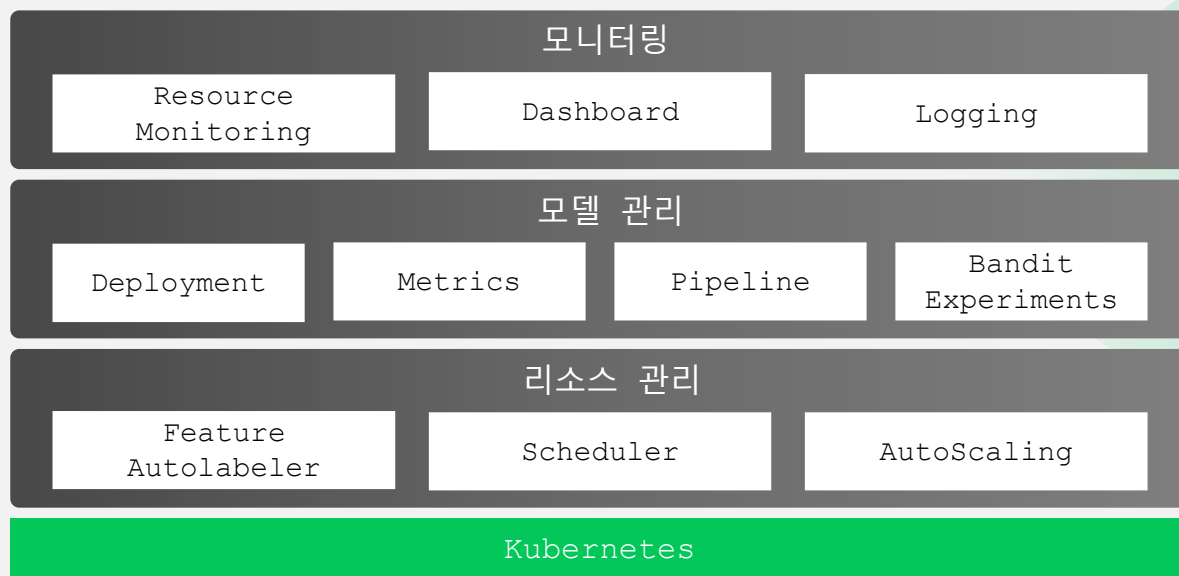 모니터링
Resource
Monitoring
Dashboard
Logging
모델 관리
Deployment
Metrics
Pipeline
Bandit
Experiments
리소스 관리
Feature
Autolabeler
Scheduler
AutoScaling
Kubernetes